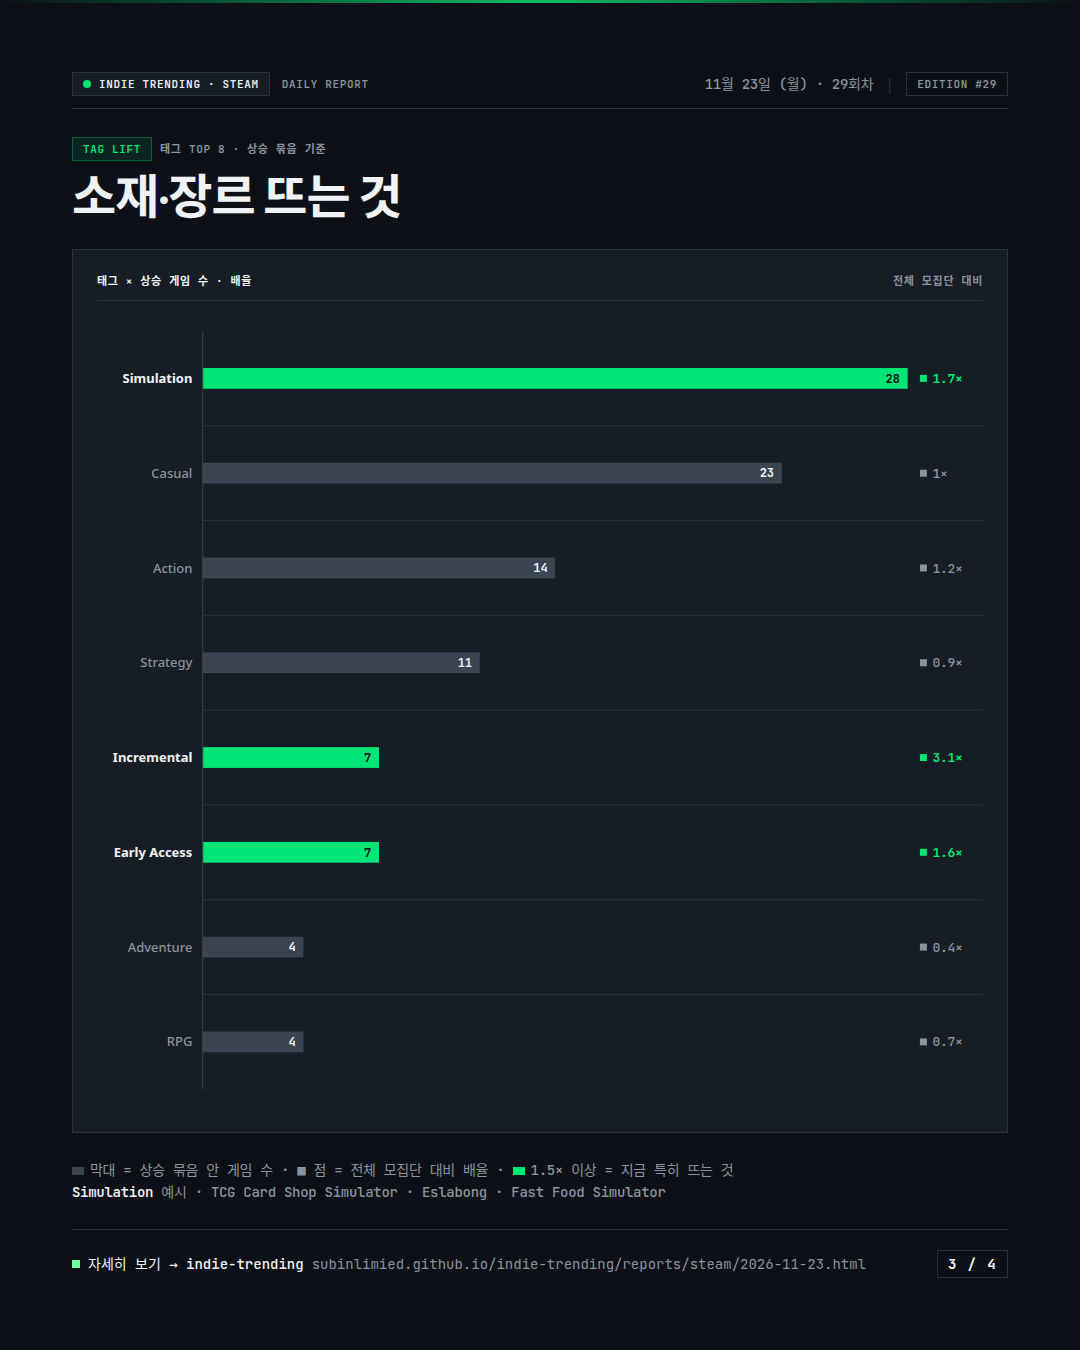 INDIE TRENDING · STEAM DAILY REPORT 11월 23일 (월) · 29회차 EDITION #29
TAG LIFT 태그 TOP 8 · 상승 묶음 기준
소재·장르 뜨는 것
태그 × 상승 게임 수 · 배율 전체 모집단 대비
Simulation 28 1.7×
Casual 23 1×
Action 14 1.2×
Strategy 11 0.9×
Incremental 7 3.1×
Early Access 7 1.6×
Adventure 4 0.4×
RPG 4 0.7×
막대 = 상승 묶음 안 게임 수 · 점 = 전체 모집단 대비 배율 · 1.5× 이상 = 지금 특히 뜨는 것
Simulation 예시 · TCG Card Shop Simulator · Eslabong · Fast Food Simulator
자세히 보기 → indie-trending subinlimied.github.io/indie-trending/reports/steam/2026-11-23.html 3 / 4